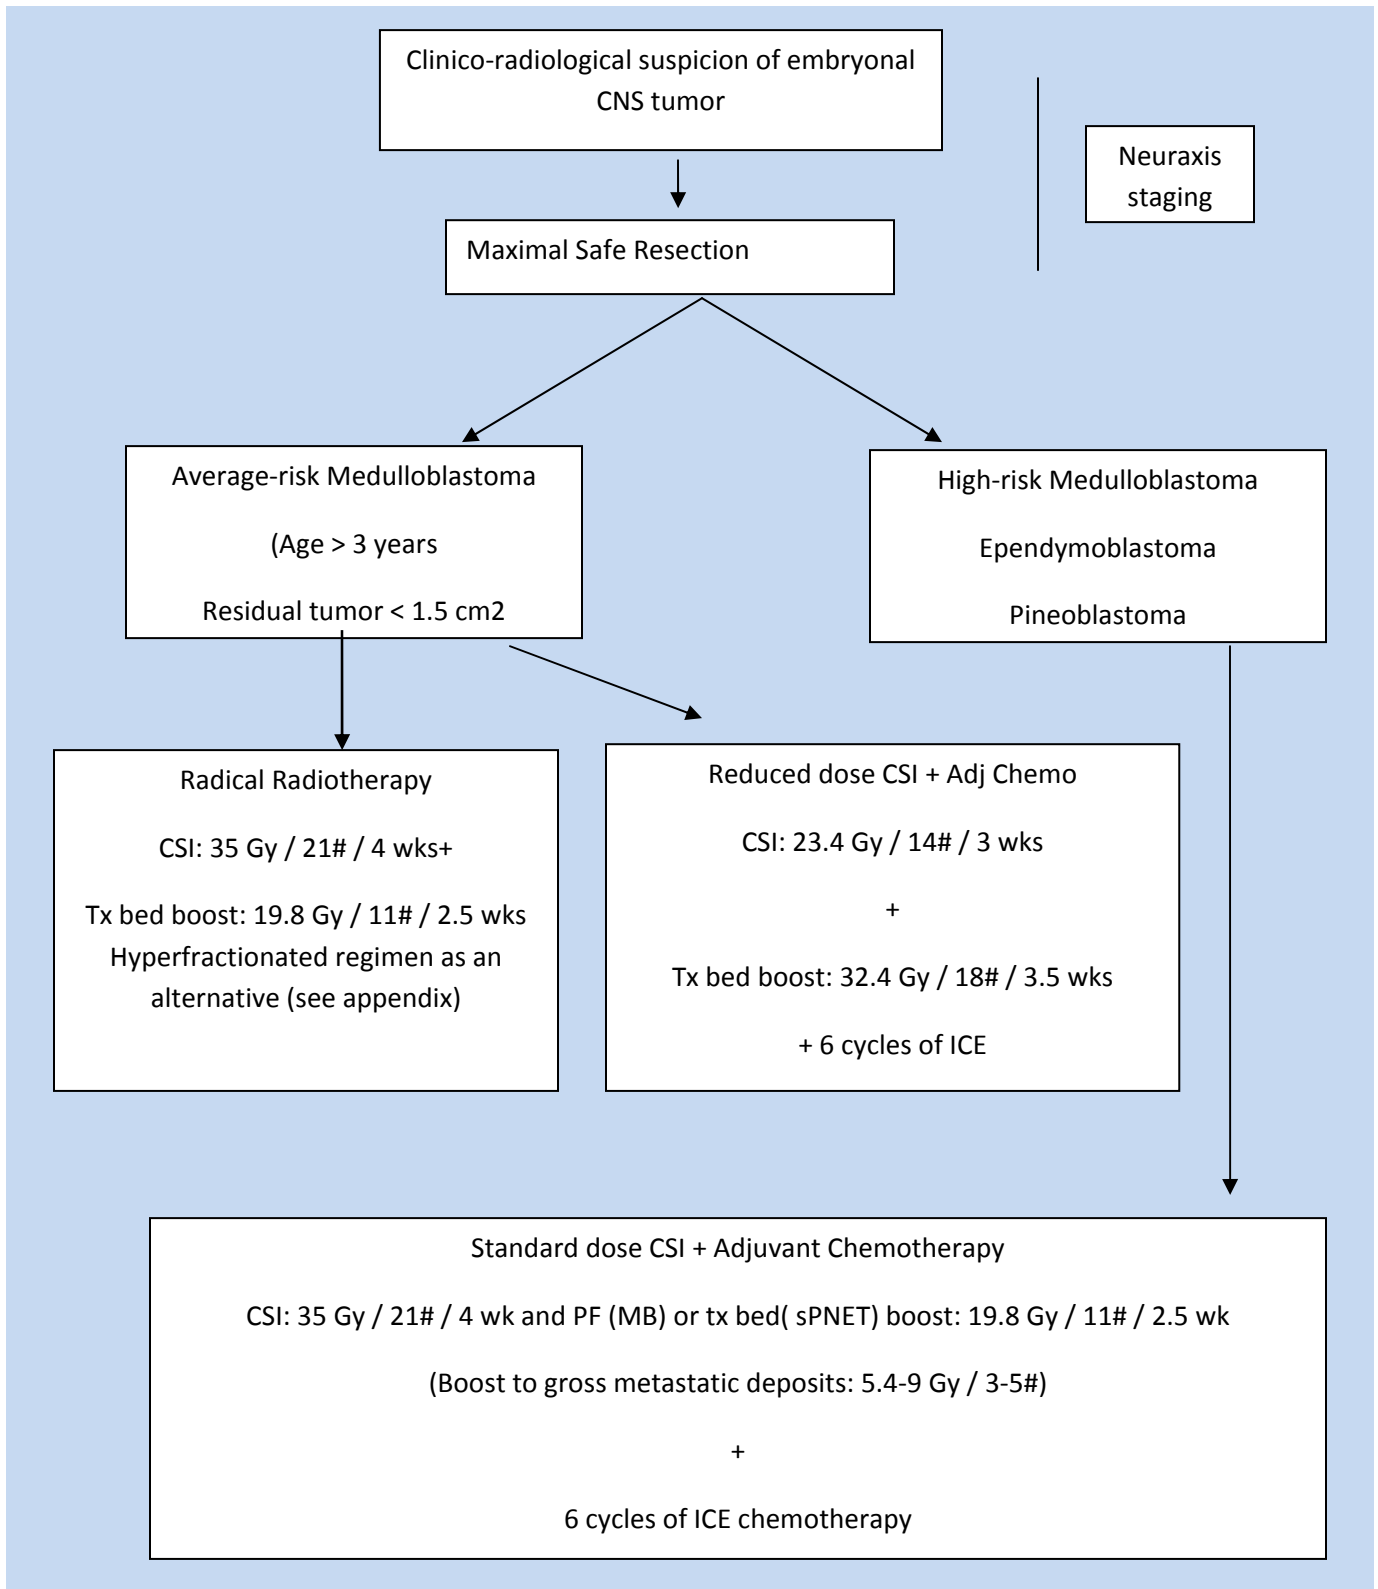 Clinico-radiological suspicion of embryonal
CNS tumor
Neuraxis
staging
Maximal Safe Resection
Average-risk Medulloblastoma
(Age > 3 years
Residual tumor < 1.5 cm2
High-risk Medulloblastoma
Ependymoblastoma
Pineoblastoma
Radical Radiotherapy
CSI: 35 Gy / 21# / 4 wks+
Tx bed boost: 19.8 Gy / 11# / 2.5 wks
Hyperfractionated regimen as an
alternative (see appendix)
Reduced dose CSI + Adj Chemo
CSI: 23.4 Gy / 14# / 3 wks
+
Tx bed boost: 32.4 Gy / 18# / 3.5 wks
+ 6 cycles of ICE
Standard dose CSI + Adjuvant Chemotherapy
CSI: 35 Gy / 21# / 4 wk and PF (MB) or tx bed( sPNET) boost: 19.8 Gy / 11# / 2.5 wk
(Boost to gross metastatic deposits: 5.4-9 Gy / 3-5#)
+
6 cycles of ICE chemotherapy